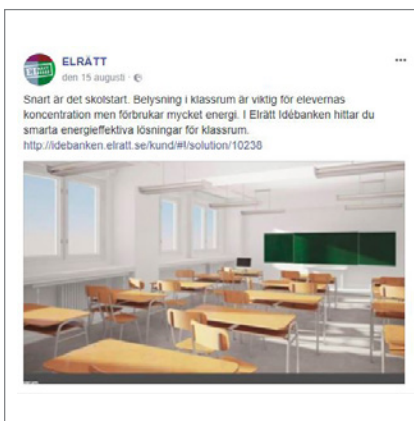 ELRÄTT
den 15 augusti ·
Snart är det skolstart. Belysning i klassrum är viktig för elevernas
koncentration men förbrukar mycket energi. I Elrätt Idébanken hittar du
smarta energieffektiva lösningar för klassrum.
http://idebanken.elratt.se/kund/#!/solution/10238